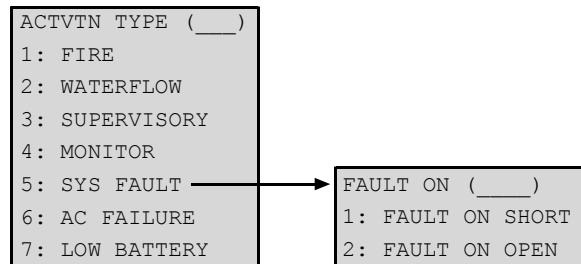 ACTVTN TYPE (___)
1: FIRE
2: WATERFLOW
3: SUPERVISORY
4: MONITOR
5: SYS FAULT
6: AC FAILURE
7: LOW BATTERY
FAULT ON (____)
1: FAULT ON SHORT
2: FAULT ON OPEN